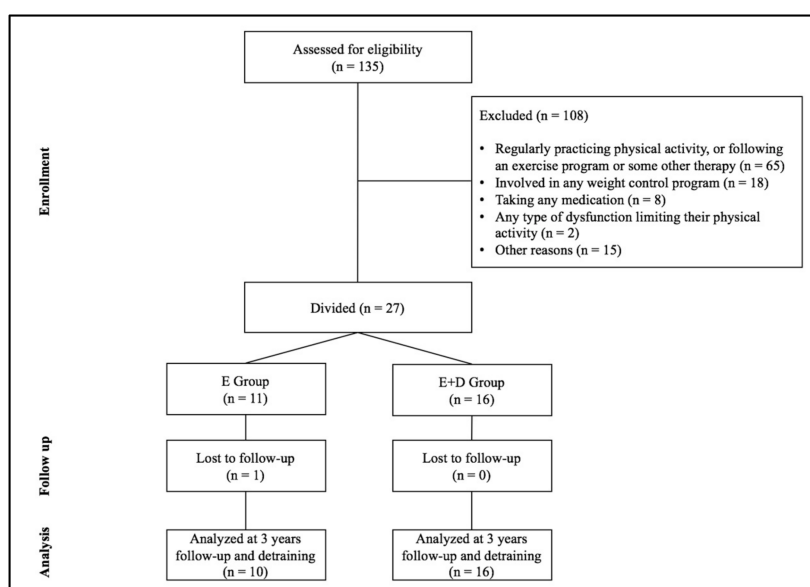 Assessed for eligibility
(n = 135)
Enrollment
Excluded (n = 108)
• Regularly practicing physical activity, or following
an exercise program or some other therapy (n = 65)
• Involved in any weight control program (n = 18)
• Taking any medication (n = 8)
• Any type of dysfunction limiting their physical
activity (n = 2)
• Other reasons (n = 15)
Divided (n = 27)
E Group
(n = 11)
E+D Group
(n = 16)
Follow up
Lost to follow-up
(n = 1)
Lost to follow-up
(n = 0)
Analysis
Analyzed at 3 years
follow-up and detraining
(n = 10)
Analyzed at 3 years
follow-up and detraining
(n = 16)